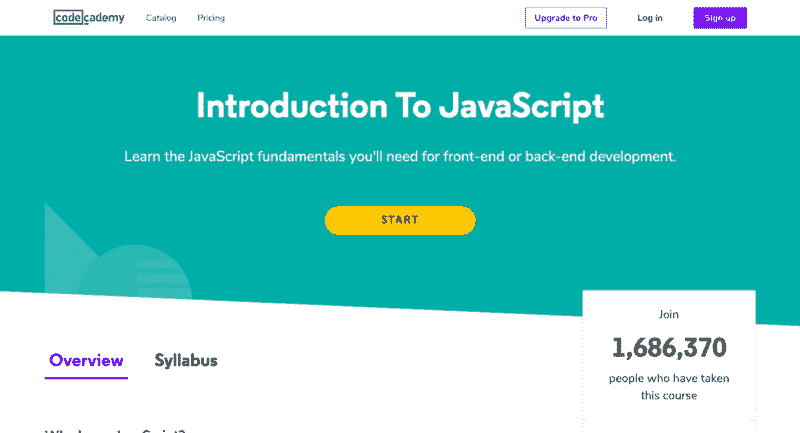 codecademy Catalog Pricing Upgrade to Pro Log in Sign up
Introduction To JavaScript
Learn the JavaScript fundamentals you'll need for front-end or back-end development.
START
Join
1,686,370
people who have taken
this course
Overview Syllabus